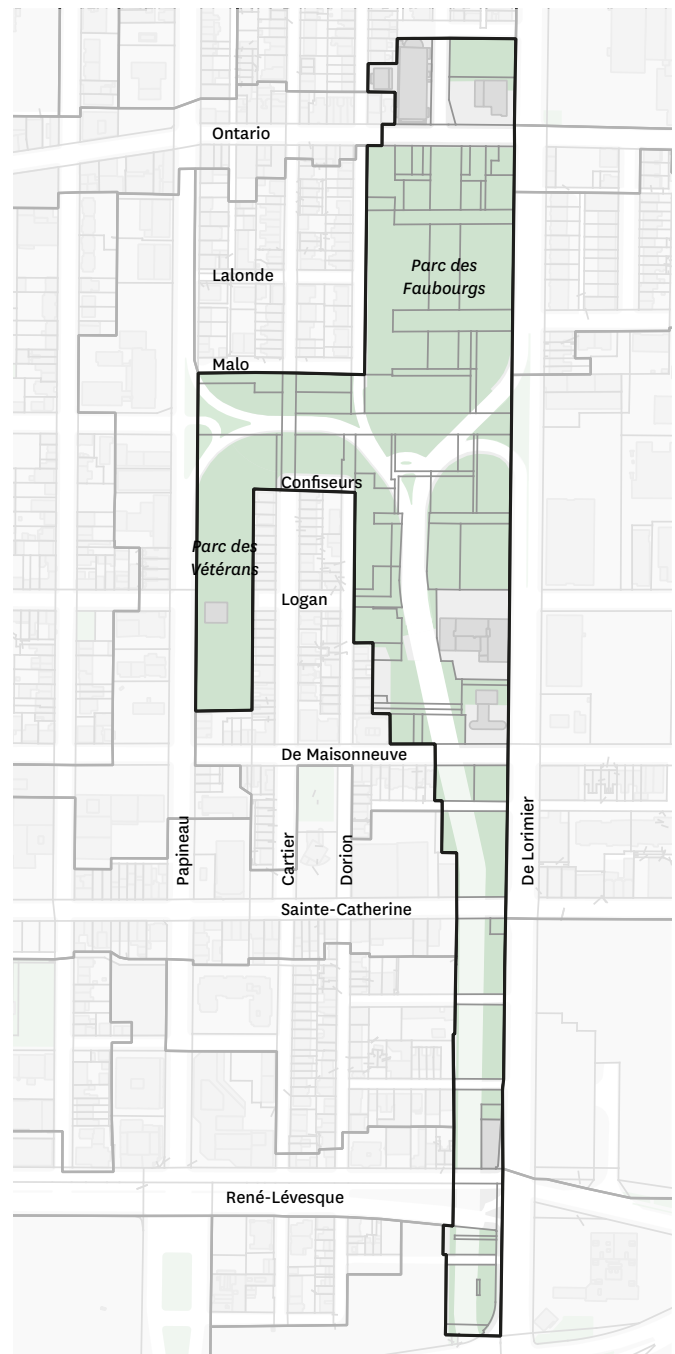 Ontario
Parc des
Faubourgs
Lalonde
Malo
Confiseurs
Parc des
Vétérans
Logan
De Maisonneuve
Papineau
Cartier
Dorion
De Lorimier
Sainte-Catherine
René-Lévesque